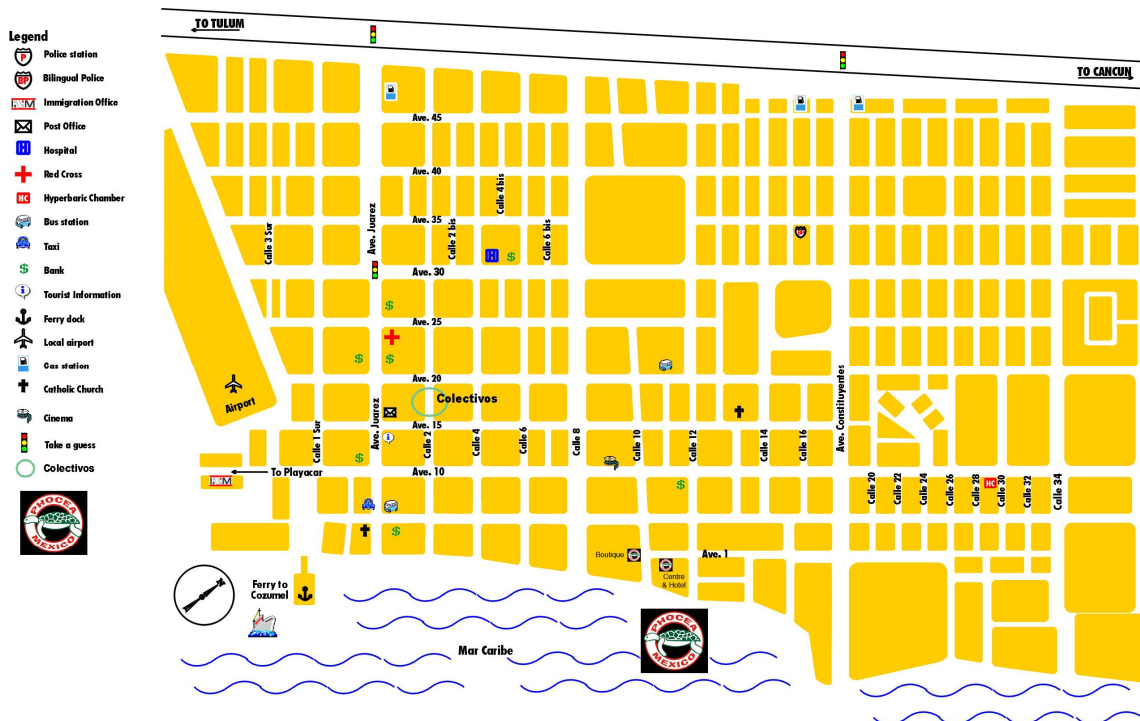 TO TULUM
TO CANCUN
Legend
P
Police station
BP
Bilingual Police
M
Immigration Office
Post Office
H
Hospital
Red Cross
HC
Hyperbaric Chamber
Bus station
Taxi
$
Bank
i
Tourist Information
Ferry dock
Local airport
Gas station
Catholic Church
Cinema
Take a guess
Colectivos
PHOCEA
MEXICO
Ave. 45
Ave. 40
Calle 4 bis
Ave. 35
Calle 3 Sur
Ave. Juarez
Calle 2 bis
Calle 6 bis
H
$
BP
Ave. 30
$
Ave. 25
$
$
Ave. 20
Airport
Colectivos
Ave. Constituyentes
Ave. 15
Calle 1 Sur
Ave. Juarez
i
Calle 2
Calle 4
Calle 6
Calle 8
Calle 10
Calle 12
Calle 14
Calle 16
$
Ave. 10
To Playacar
M
$
Calle 20
Calle 22
Calle 24
Calle 26
Calle 28
HC
Calle 30
Calle 32
Calle 34
$
Boutique
Ave. 1
Centre
& Hotel
Ferry to
Cozumel
Mar Caribe
PHOCEA
MEXICO